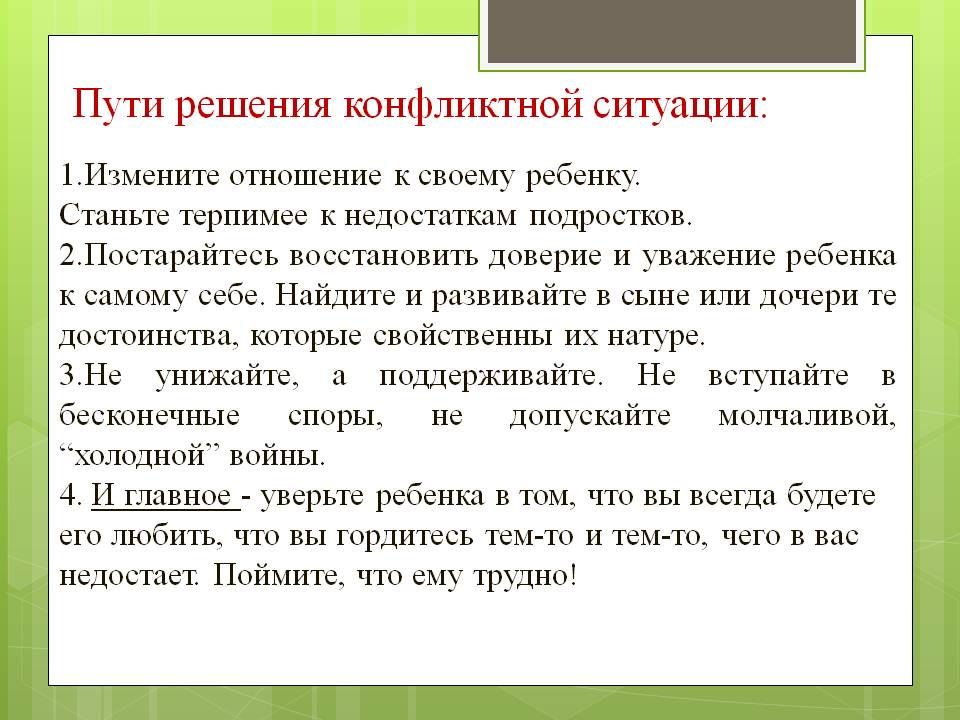 Пути решения конфликтной ситуации:
1.Измените отношение к своему ребенку.
Станьте терпимее к недостаткам подростков.
2.Постарайтесь восстановить доверие и уважение ребенка
к самому себе. Найдите и развивайте в сыне или дочери те
достоинства, которые свойственны их натуре.
3.Не унижайте, а поддерживайте. Не вступайте в
бесконечные споры, не допускайте молчаливой,
“холодной” войны.
4. И главное - уверьте ребенка в том, что вы всегда будете
его любить, что вы гордитесь тем-то и тем-то, чего в вас
недостает. Поймите, что ему трудно!